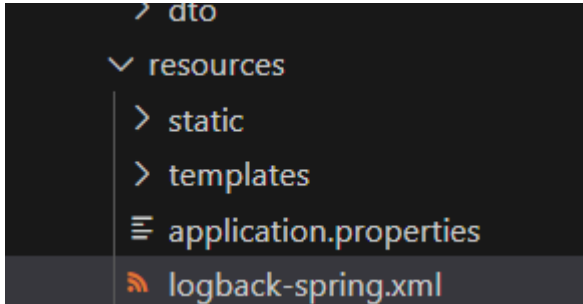 dto
resources
static
templates
application.properties
logback-spring.xml